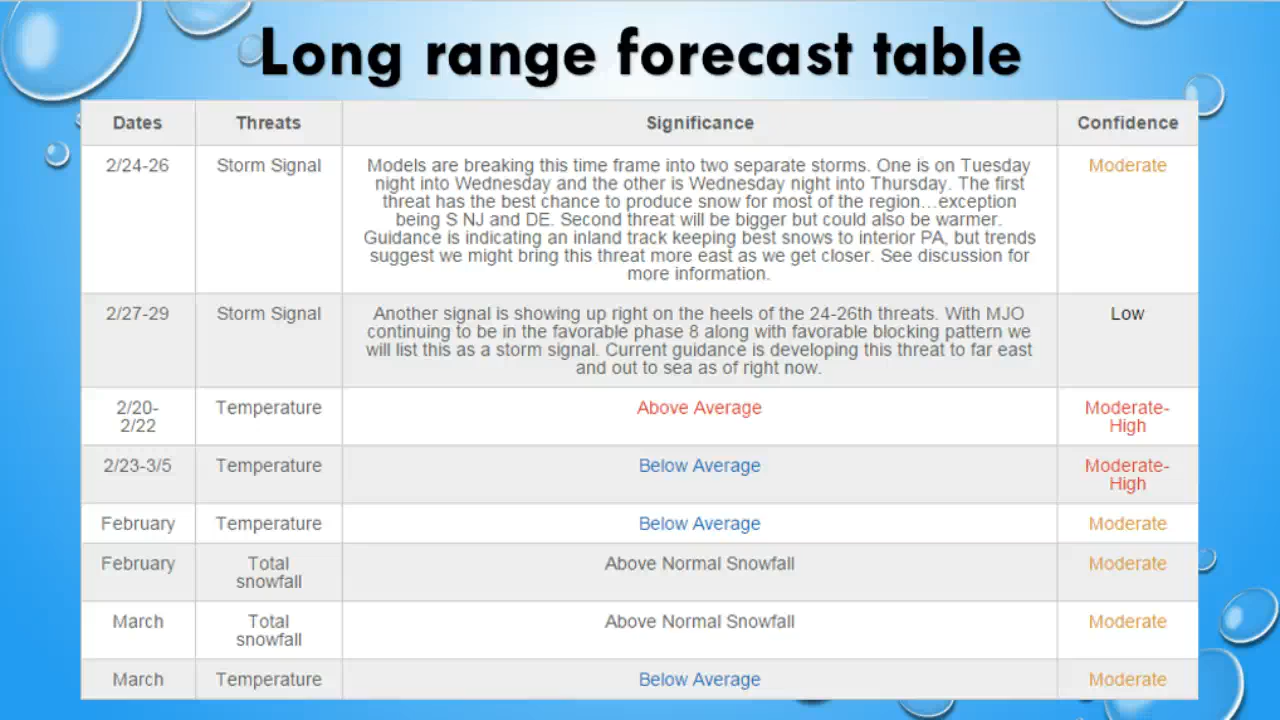 Long range forecast table
Dates Threats Significance Confidence
2/24-26 Storm Signal Models are breaking this time frame into two separate storms. One is on Tuesday Moderate
night into Wednesday and the other is Wednesday night into Thursday. The first
threat has the best chance to produce snow for most of the region…exception
being S NJ and DE. Second threat will be bigger but could also be warmer.
Guidance is indicating an inland track keeping best snows to interior PA, but trends
suggest we might bring this threat more east as we get closer. See discussion for
more information.
2/27-29 Storm Signal Another signal is showing up right on the heels of the 24-26th threats. With MJO Low
continuing to be in the favorable phase 8 along with favorable blocking pattern we
will list this as a storm signal. Current guidance is developing this threat to far east
and out to sea as of right now.
2/20- Temperature Above Average Moderate-
2/22 High
2/23-3/5 Temperature Below Average Moderate-
High
February Temperature Below Average Moderate
February Total Above Normal Snowfall Moderate
snowfall
March Total Above Normal Snowfall Moderate
snowfall
March Temperature Below Average Moderate